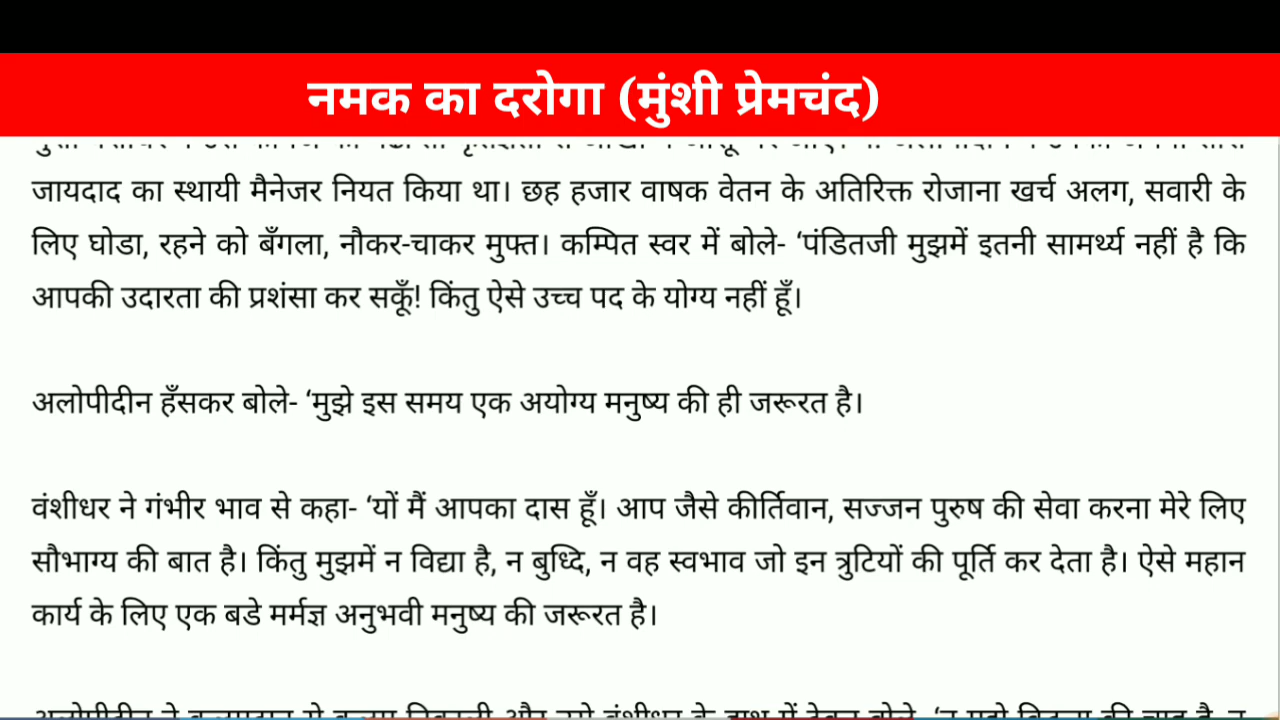 नमक का दरोगा (मुंशी प्रेमचंद)
जायदाद का स्थायी मैनेजर नियत किया था। छह हजार वाषक वेतन के अतिरिक्त रोजाना खर्च अलग, सवारी के
लिए घोडा, रहने को बँगला, नौकर-चाकर मुफ्त। कम्पित स्वर में बोले- ‘पंडितजी मुझमें इतनी सामर्थ्य नहीं है कि
आपकी उदारता की प्रशंसा कर सकूँ! किंतु ऐसे उच्च पद के योग्य नहीं हूँ।
अलोपीदीन हँसकर बोले- ‘मुझे इस समय एक अयोग्य मनुष्य की ही जरूरत है।
वंशीधर ने गंभीर भाव से कहा- ‘यों मैं आपका दास हूँ। आप जैसे कीर्तिवान, सज्जन पुरुष की सेवा करना मेरे लिए
सौभाग्य की बात है। किंतु मुझमें न विद्या है, न बुध्दि, न वह स्वभाव जो इन त्रुटियों की पूर्ति कर देता है। ऐसे महान
कार्य के लिए एक बडे मर्मज्ञ अनुभवी मनुष्य की जरूरत है।